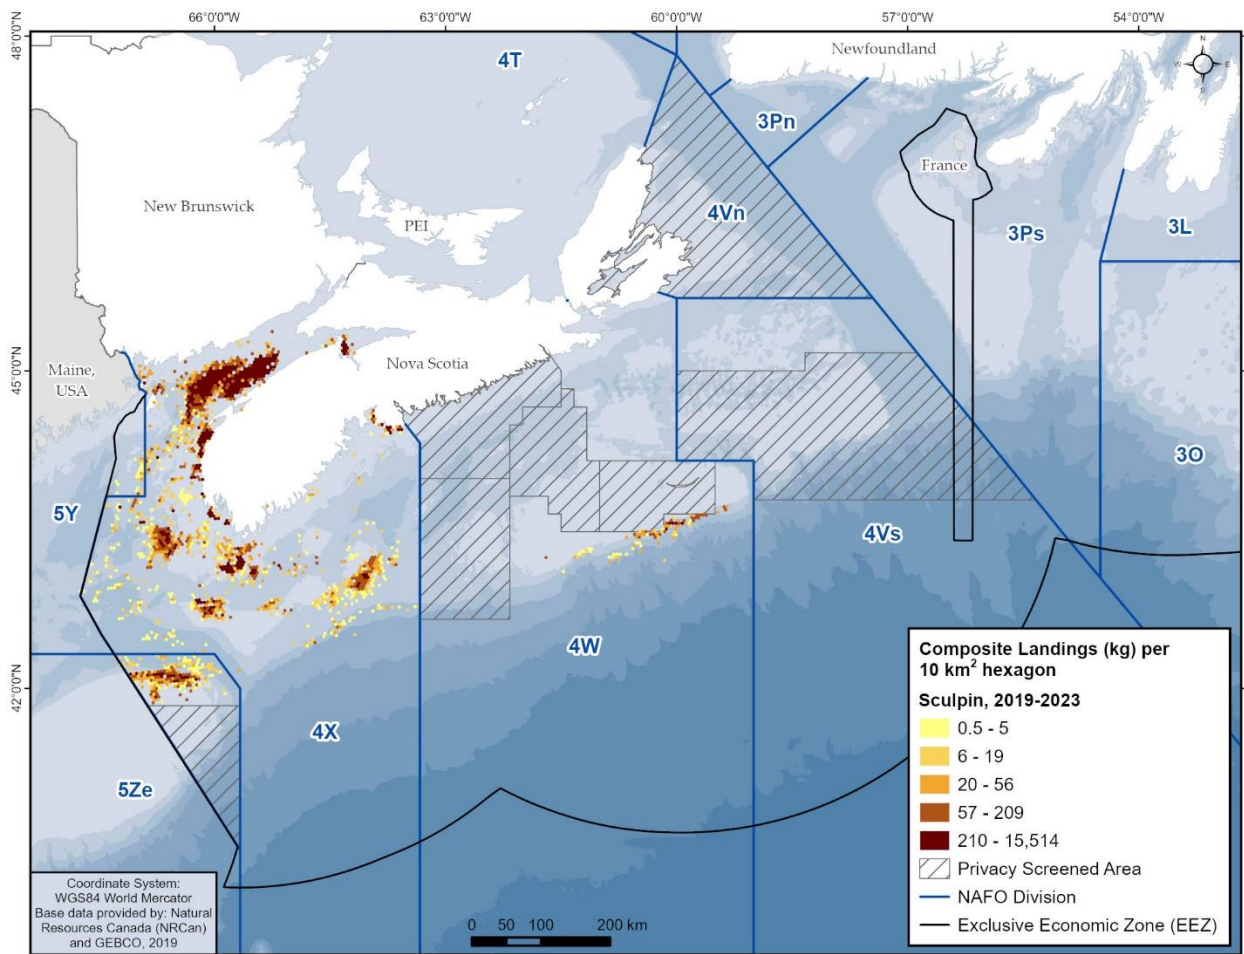 66°0'0"W 63°0'0"W 60°0'0"W 57°0'0"W 54°0'0"W
48°0'0"N
45°0'0"N
42°0'0"N
4T
Newfoundland
N
W E
S
3Pn
France
New Brunswick
PEI
4Vn
3Ps
3L
Maine,
USA
Nova Scotia
3O
5Y
4Vs
4W
4X
5Ze
Composite Landings (kg) per
10 km² hexagon
Sculpin, 2019-2023
0.5 - 5
6 - 19
20 - 56
57 - 209
210 - 15,514
Privacy Screened Area
NAFO Division
Exclusive Economic Zone (EEZ)
Coordinate System:
WGS84 World Mercator
Base data provided by: Natural
Resources Canada (NRCan)
and GEBCO, 2019
0 50 100 200 km